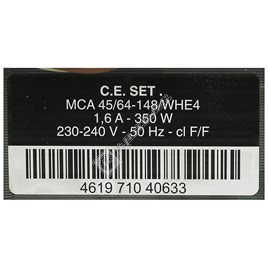 C.E. SET .
MCA 45/64-148/WHE4
1,6 A - 350 W
230-240 V - 50 Hz - cl F/F
4619 710 40633